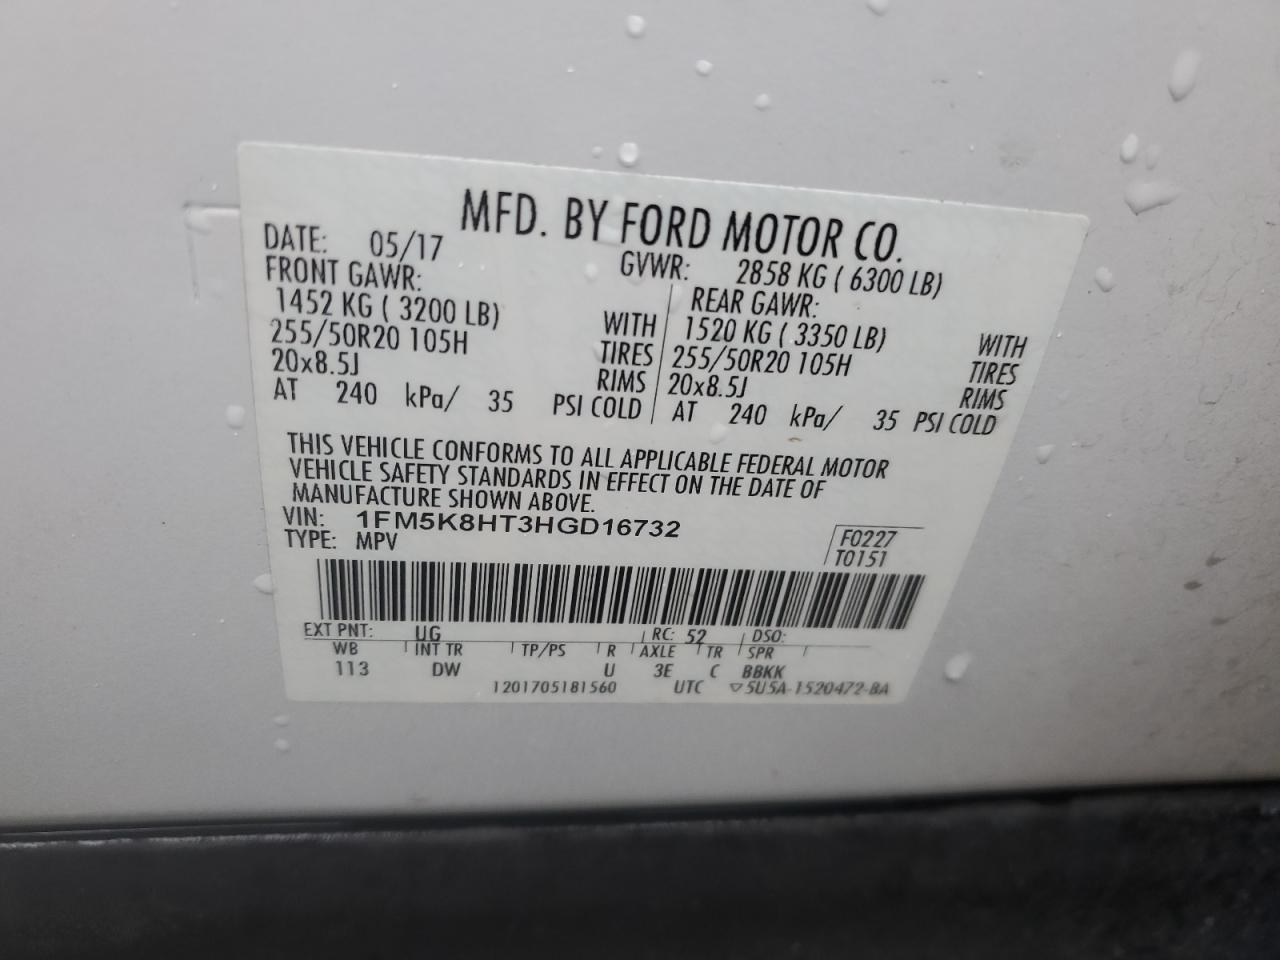 MFD. BY FORD MOTOR CO.
DATE: 05/17 GVWR: 2858 KG ( 6300 LB)
FRONT GAWR:
1452 KG ( 3200 LB) WITH
255/50R20 105H TIRES
20x8.5J RIMS
AT 240 kPa/ 35 PSI COLD
REAR GAWR:
1520 KG ( 3350 LB) WITH
255/50R20 105H TIRES
20x8.5J RIMS
AT 240 kPa/ 35 PSI COLD
THIS VEHICLE CONFORMS TO ALL APPLICABLE FEDERAL MOTOR
VEHICLE SAFETY STANDARDS IN EFFECT ON THE DATE OF
MANUFACTURE SHOWN ABOVE.
VIN: 1FM5K8HT3HGD16732
TYPE: MPV
F0227
T0151
EXT PNT: UG RC: 52 DSO:
WB INT TR TP/PS R AXLE TR SPR
113 DW U 3E C BBKK
1201705181560 UTC ▽5U5A-1520472-BA